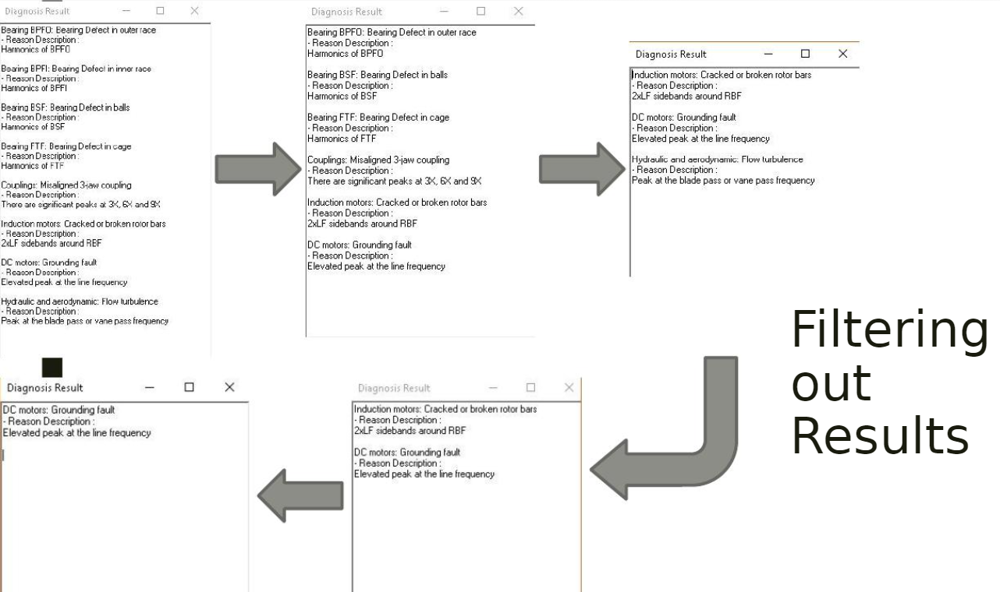 Diagnosis Result
Bearing BPFO: Bearing Defect in outer race
- Reason Description :
Harmonics of BPFO
Bearing BPFI: Bearing Defect in inner race
- Reason Description :
Harmonics of BPFI
Bearing BSF: Bearing Defect in balls
- Reason Description :
Harmonics of BSF
Bearing FTF: Bearing Defect in cage
- Reason Description :
Harmonics of FTF
Couplings: Misaligned 3-jaw coupling
- Reason Description :
There are significant peaks at 3X, 6X and 9X
Induction motors: Cracked or broken rotor bars
- Reason Description :
2xLF sidebands around RBF
DC motors: Grounding fault
- Reason Description :
Elevated peak at the line frequency
Hydraulic and aerodynamic: Flow turbulence
- Reason Description :
Peak at the blade pass or vane pass frequency
Diagnosis Result
Bearing BPFO: Bearing Defect in outer race
- Reason Description :
Harmonics of BPFO
Bearing BSF: Bearing Defect in balls
- Reason Description :
Harmonics of BSF
Bearing FTF: Bearing Defect in cage
- Reason Description :
Harmonics of FTF
Couplings: Misaligned 3-jaw coupling
- Reason Description :
There are significant peaks at 3X, 6X and 9X
Induction motors: Cracked or broken rotor bars
- Reason Description :
2xLF sidebands around RBF
DC motors: Grounding fault
- Reason Description :
Elevated peak at the line frequency
Diagnosis Result
Induction motors: Cracked or broken rotor bars
- Reason Description :
2xLF sidebands around RBF
DC motors: Grounding fault
- Reason Description :
Elevated peak at the line frequency
Hydraulic and aerodynamic: Flow turbulence
- Reason Description :
Peak at the blade pass or vane pass frequency
Filtering
out
Results
Diagnosis Result
Induction motors: Cracked or broken rotor bars
- Reason Description :
2xLF sidebands around RBF
DC motors: Grounding fault
- Reason Description :
Elevated peak at the line frequency
Diagnosis Result
DC motors: Grounding fault
- Reason Description :
Elevated peak at the line frequency